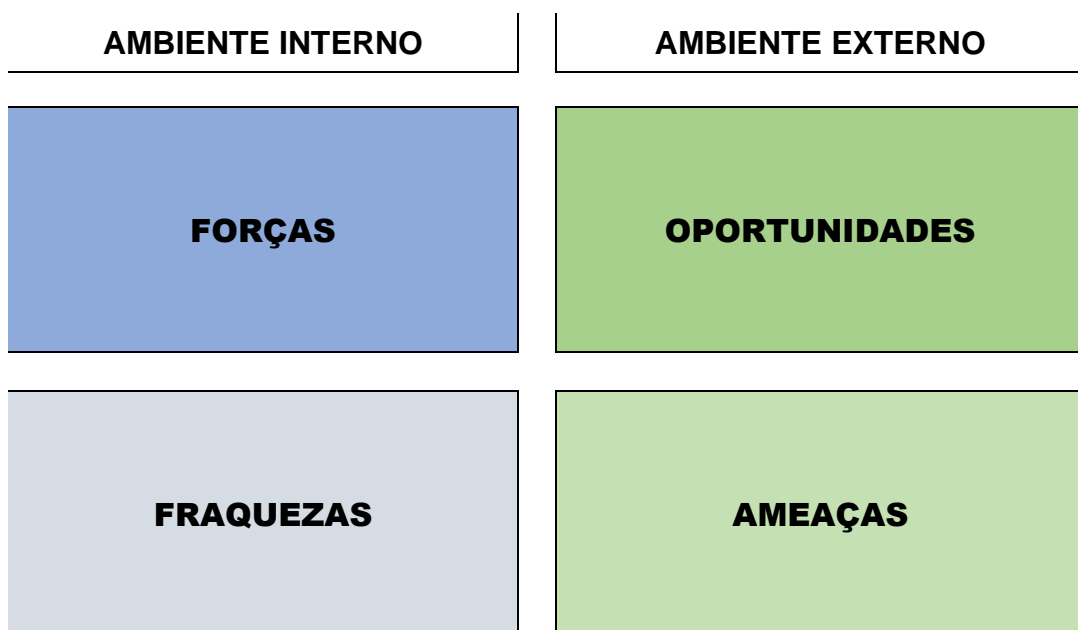 AMBIENTE INTERNO
AMBIENTE EXTERNO
FORÇAS
OPORTUNIDADES
FRAQUEZAS
AMEAÇAS